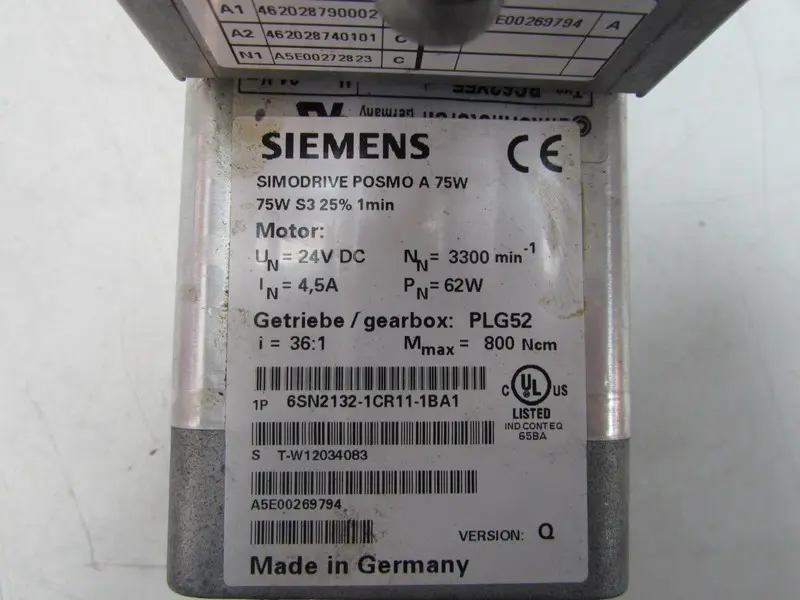 A1 462028790002 E00269794 A
A2 462028740101 C
N1 A5E00272823 C
Germany
SIEMENS CE
SIMODRIVE POSMO A 75W
75W S3 25% 1min
Motor:
UN = 24V DC NN = 3300 min-1
IN = 4,5A PN = 62W
Getriebe / gearbox: PLG52
i = 36:1 Mmax = 800 Ncm
1P 6SN2132-1CR11-1BA1
C UL US
LISTED
IND CONT EQ
65BA
S T-W12034083
A5E00269794
VERSION: Q
Made in Germany